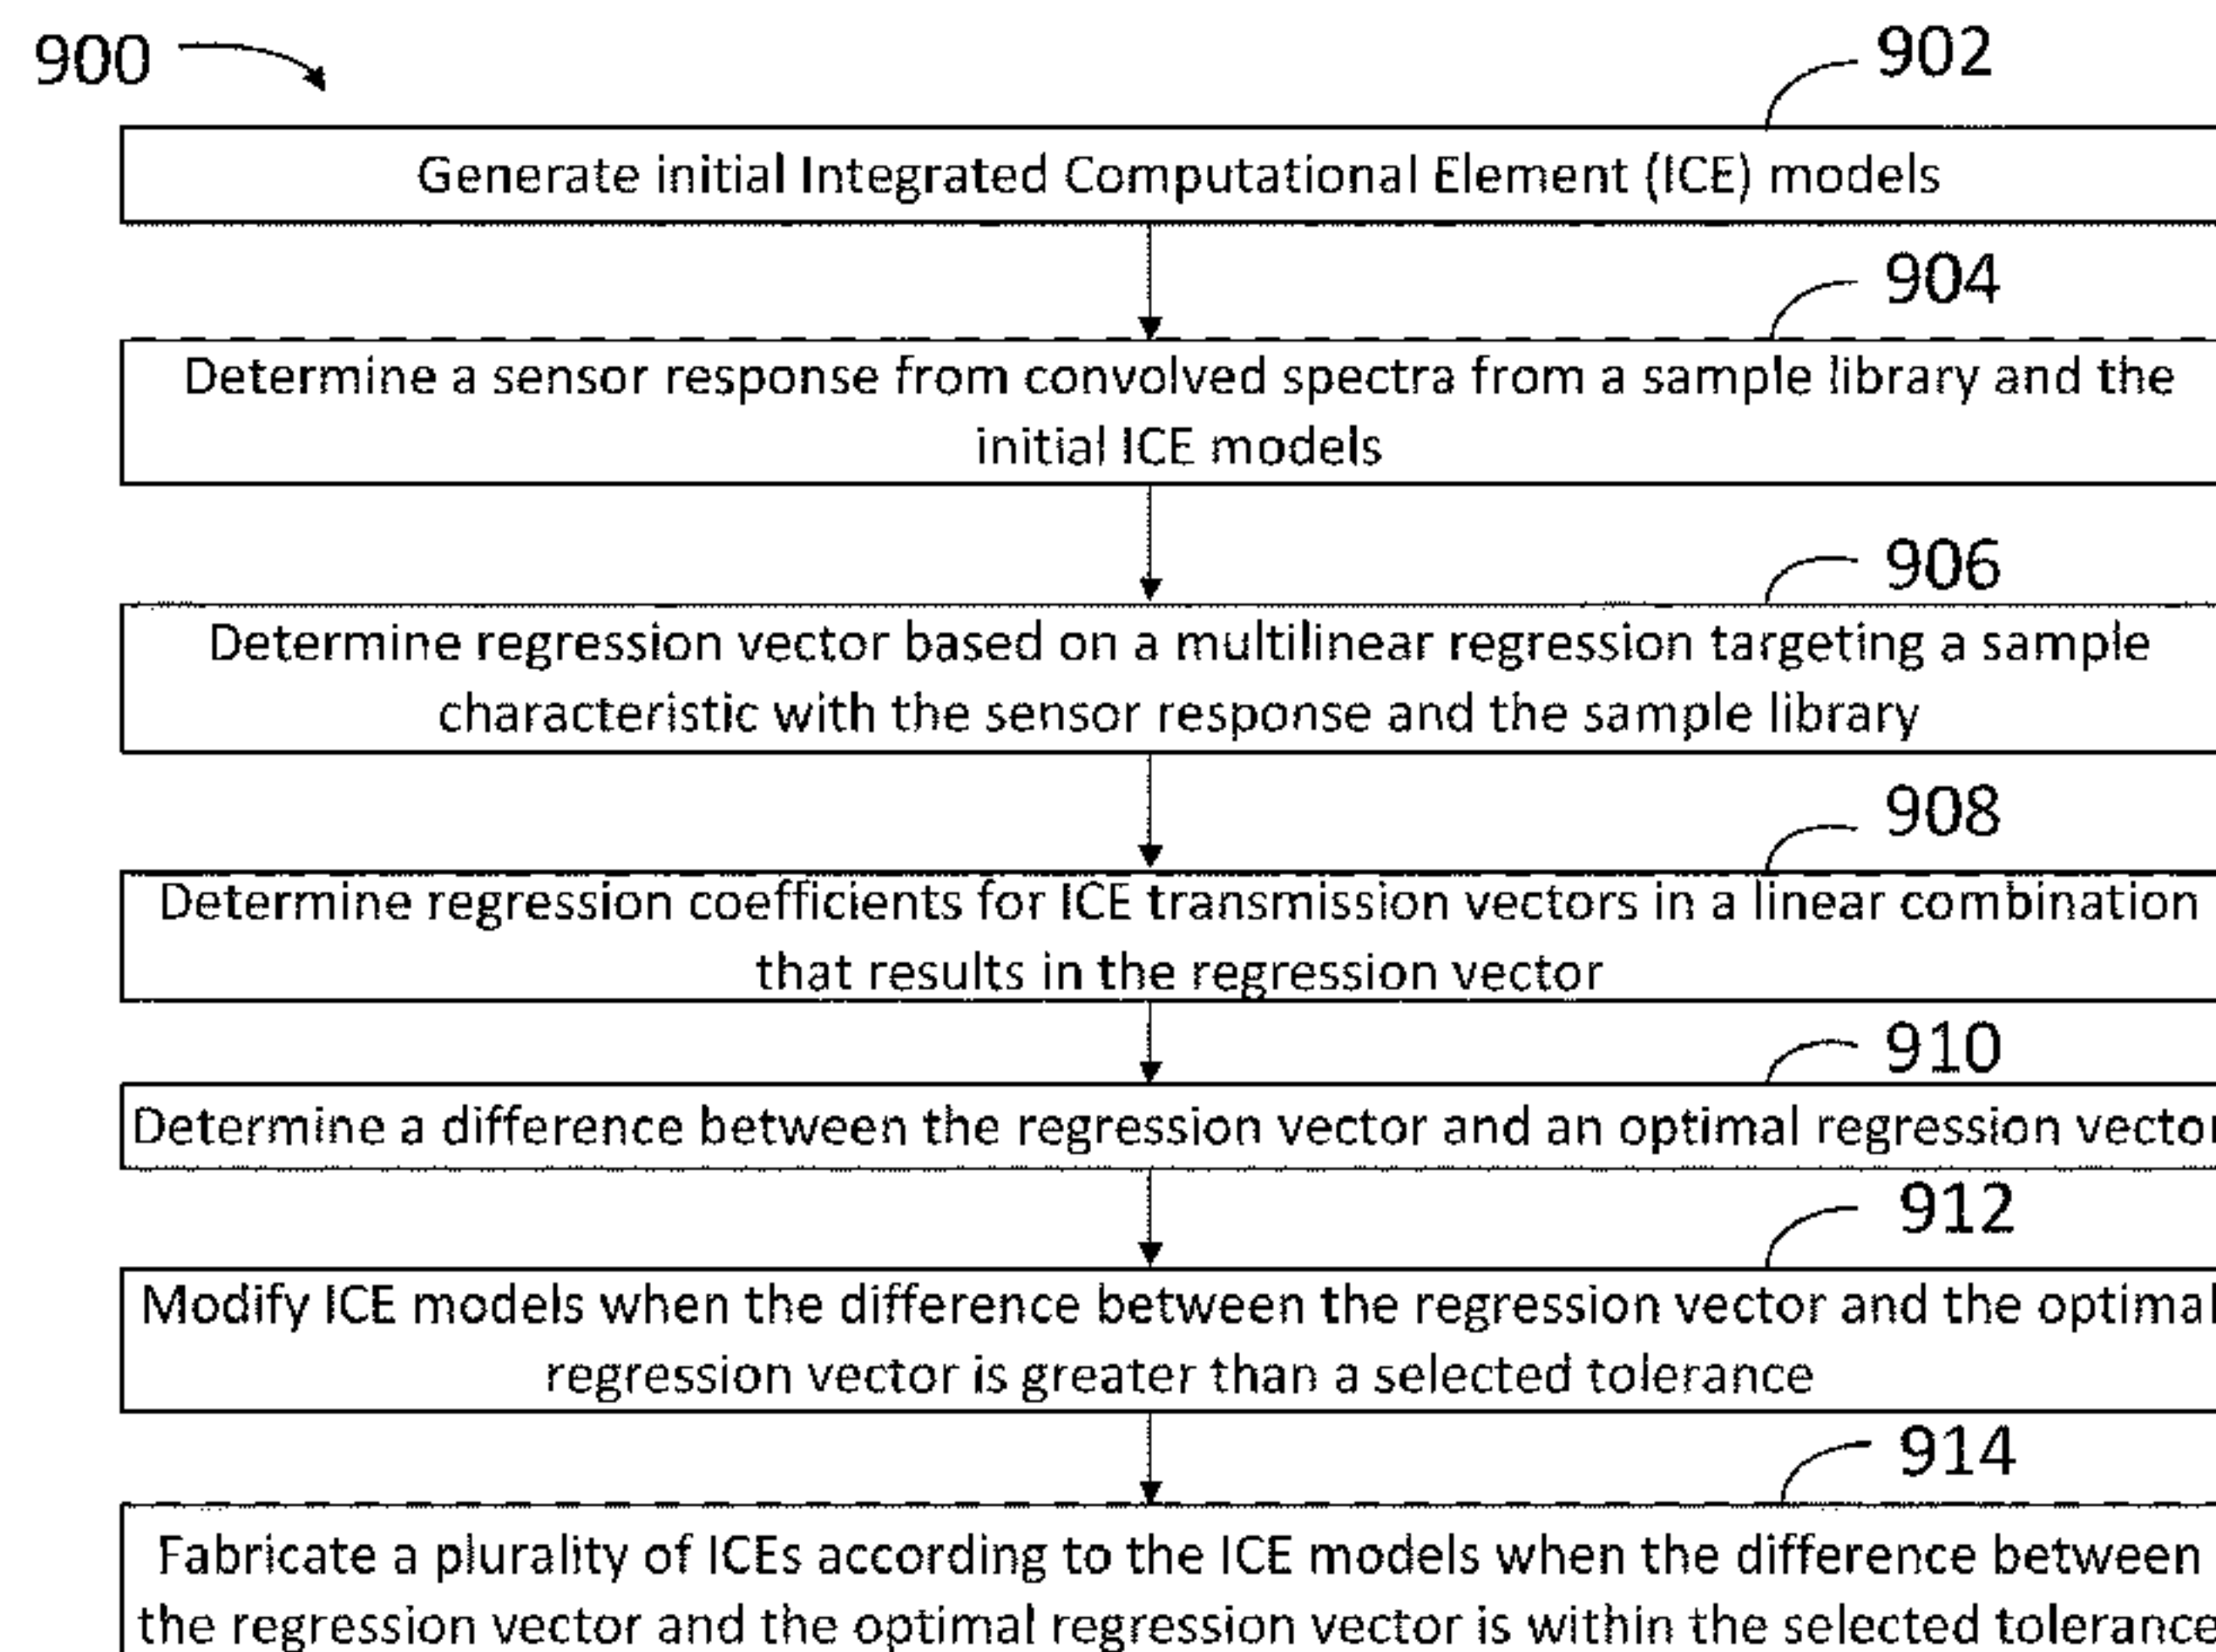 900
902
Generate initial Integrated Computational Element (ICE) models
904
Determine a sensor response from convolved spectra from a sample library and the
initial ICE models
906
Determine regression vector based on a multilinear regression targeting a sample
characteristic with the sensor response and the sample library
908
Determine regression coefficients for ICE transmission vectors in a linear combination
that results in the regression vector
910
Determine a difference between the regression vector and an optimal regression vector
912
Modify ICE models when the difference between the regression vector and the optimal
regression vector is greater than a selected tolerance
914
Fabricate a plurality of ICEs according to the ICE models when the difference between
the regression vector and the optimal regression vector is within the selected tolerance